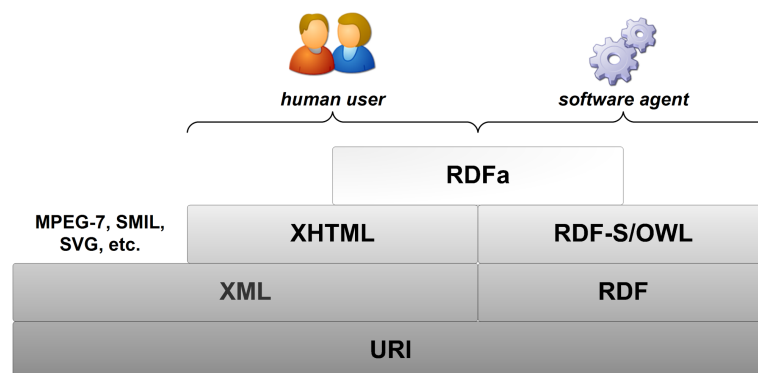 human user
software agent
RDFa
MPEG-7, SMIL,
SVG, etc.
XHTML
RDF-S/OWL
XML
RDF
URI